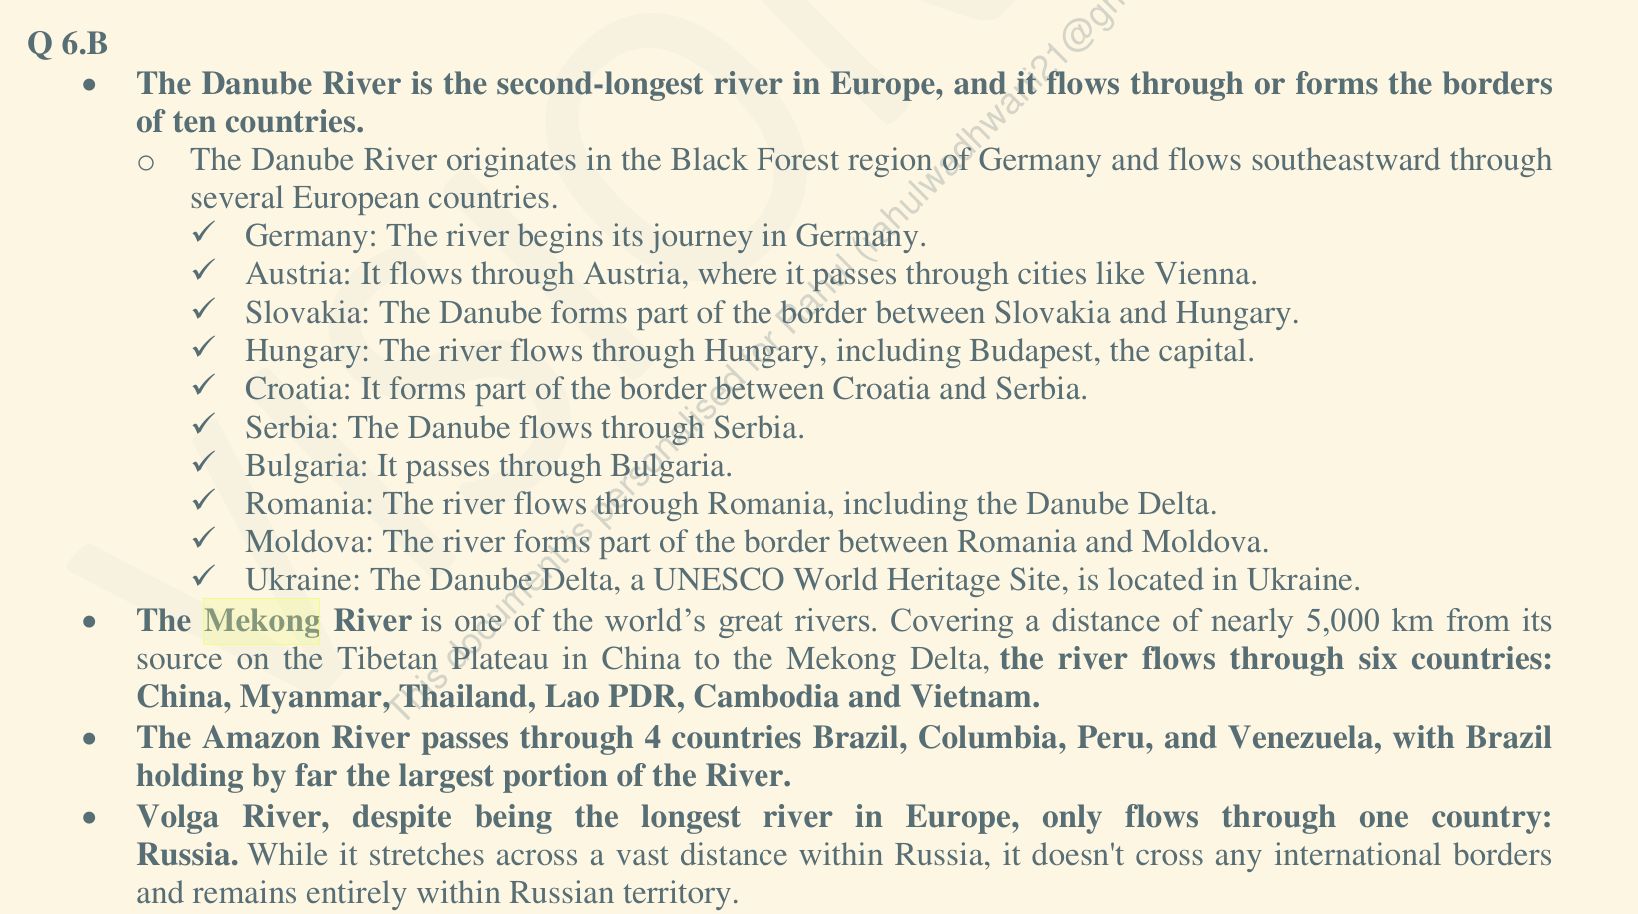 Q 6.B
• The Danube River is the second-longest river in Europe, and it flows through or forms the borders
of ten countries.
o The Danube River originates in the Black Forest region of Germany and flows southeastward through
several European countries.
✓ Germany: The river begins its journey in Germany.
✓ Austria: It flows through Austria, where it passes through cities like Vienna.
✓ Slovakia: The Danube forms part of the border between Slovakia and Hungary.
✓ Hungary: The river flows through Hungary, including Budapest, the capital.
✓ Croatia: It forms part of the border between Croatia and Serbia.
✓ Serbia: The Danube flows through Serbia.
✓ Bulgaria: It passes through Bulgaria.
✓ Romania: The river flows through Romania, including the Danube Delta.
✓ Moldova: The river forms part of the border between Romania and Moldova.
✓ Ukraine: The Danube Delta, a UNESCO World Heritage Site, is located in Ukraine.
• The Mekong River is one of the world's great rivers. Covering a distance of nearly 5,000 km from its
source on the Tibetan Plateau in China to the Mekong Delta, the river flows through six countries:
China, Myanmar, Thailand, Lao PDR, Cambodia and Vietnam.
• The Amazon River passes through 4 countries Brazil, Columbia, Peru, and Venezuela, with Brazil
holding by far the largest portion of the River.
• Volga River, despite being the longest river in Europe, only flows through one country:
Russia. While it stretches across a vast distance within Russia, it doesn't cross any international borders
and remains entirely within Russian territory.
This document is personalised for Rahul (rahulwadhwani21@gm